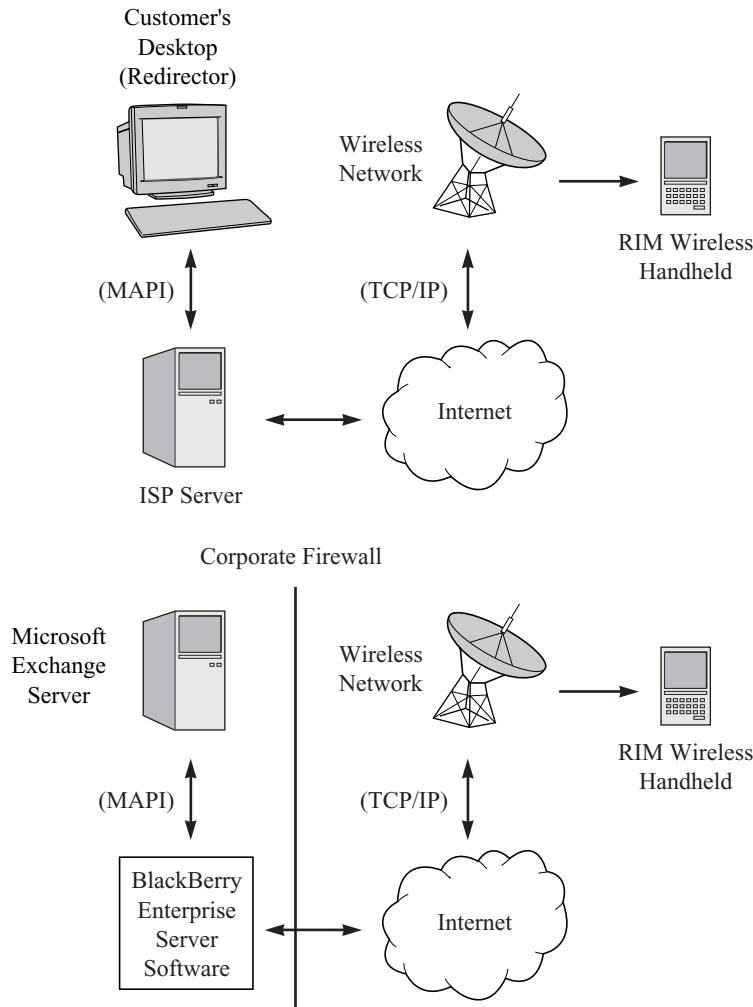 Customer's
Desktop
(Redirector)
Wireless
Network
RIM Wireless
Handheld
(MAPI)
(TCP/IP)
Internet
ISP Server
Corporate Firewall
Microsoft
Exchange
Server
Wireless
Network
RIM Wireless
Handheld
(MAPI)
(TCP/IP)
BlackBerry
Enterprise
Server
Software
Internet